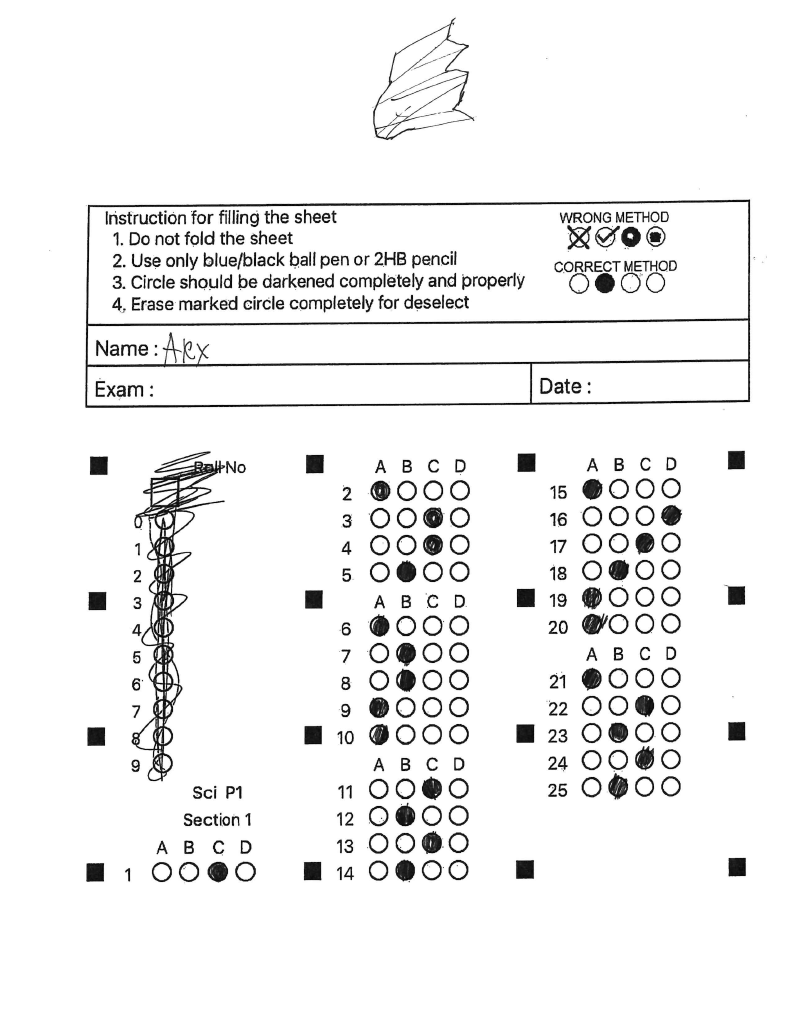 Instruction for filling the sheet
1. Do not fold the sheet
2. Use only blue/black ball pen or 2HB pencil
3. Circle should be darkened completely and properly
4. Erase marked circle completely for deselect
WRONG METHOD
CORRECT METHOD
Name :
Exam :
Date :
Roll No
0
1
2
3
4
5
6
7
8
9
Sci P1
Section 1
A B C D
1
A B C D
2
3
4
5
A B C D
6
7
8
9
10
A B C D
11
12
13
14
A B C D
15
16
17
18
19
20
A B C D
21
22
23
24
25